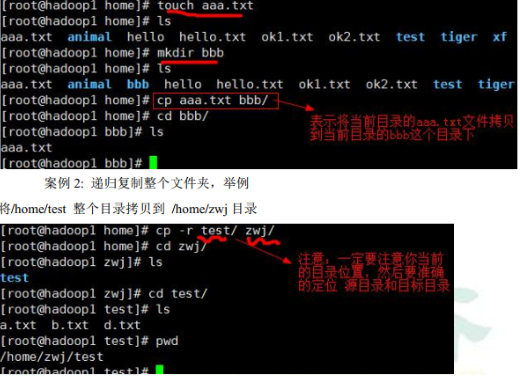 [root@hadoop1 home]# touch aaa.txt
[root@hadoop1 home]# ls
aaa.txt animal hello hello.txt ok1.txt ok2.txt test tiger xf
[root@hadoop1 home]# mkdir bbb
[root@hadoop1 home]# ls
aaa.txt animal bbb hello hello.txt ok1.txt ok2.txt test tiger
[root@hadoop1 home]# cp aaa.txt bbb/
[root@hadoop1 home]# cd bbb/
[root@hadoop1 bbb]# ls
aaa.txt
[root@hadoop1 bbb]#
表示将当前目录的aaa.txt文件拷贝
到当前目录的bbb这个目录下
案例 2: 递归复制整个文件夹，举例
将/home/test 整个目录拷贝到 /home/zwj 目录
[root@hadoop1 home]# cp -r test/ zwj/
[root@hadoop1 home]# cd zwj/
[root@hadoop1 zwj]# ls
test
[root@hadoop1 zwj]# cd test/
[root@hadoop1 test]# ls
a.txt b.txt d.txt
[root@hadoop1 test]# pwd
/home/zwj/test
[root@hadoop1 test]#
注意：一定要注意你当前
的目录位置，然后要准确
的定位 源目录和目标目录